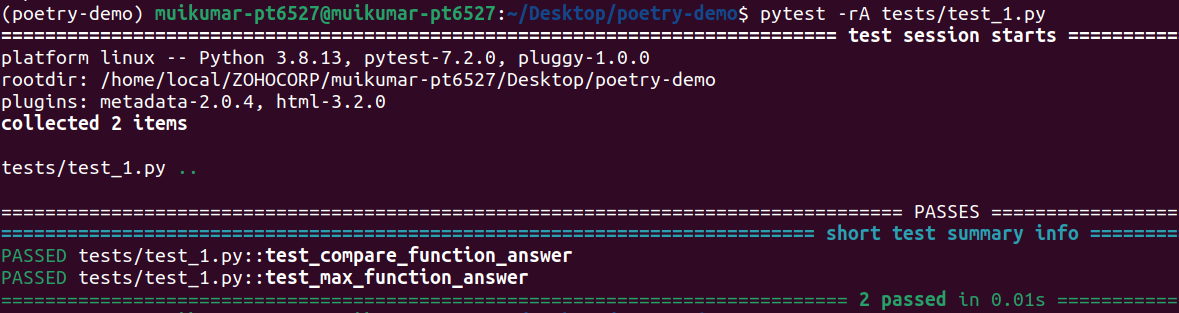 (poetry-demo) muikumar-pt6527@muikumar-pt6527:~/Desktop/poetry-demo$ pytest -rA tests/test_1.py
============================================================================ test session starts ==========
platform linux -- Python 3.8.13, pytest-7.2.0, pluggy-1.0.0
rootdir: /home/local/ZOHOCORP/muikumar-pt6527/Desktop/poetry-demo
plugins: metadata-2.0.4, html-3.2.0
collected 2 items
tests/test_1.py ..
================================================================================== PASSES =================
========================================================================== short test summary info ========
PASSED tests/test_1.py::test_compare_function_answer
PASSED tests/test_1.py::test_max_function_answer
============================================================================= 2 passed in 0.01s ===========